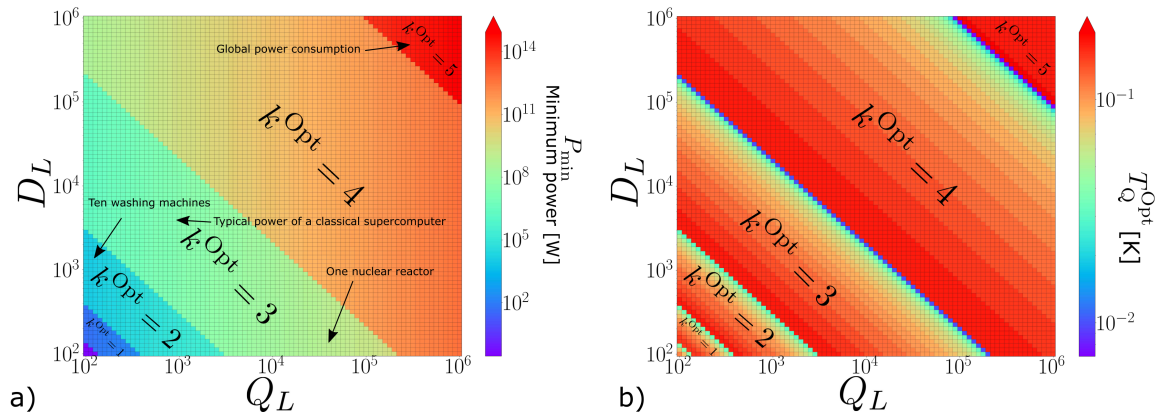 10^6
10^5
10^4
10^3
10^2
D_L
10^2
10^3
10^4
10^5
10^6
Q_L
a)
Global power consumption
k^Opt = 5
k^Opt = 4
Ten washing machines
Typical power of a classical supercomputer
k^Opt = 3
One nuclear reactor
k^Opt = 2
k^Opt = 1
10^14
10^11
10^8
10^5
10^2
P_min
Minimum power [W]
10^6
10^5
10^4
10^3
10^2
D_L
10^2
10^3
10^4
10^5
10^6
Q_L
b)
k^Opt = 5
k^Opt = 4
k^Opt = 3
k^Opt = 2
k^Opt = 1
10^-1
10^-2
T_Q^Opt [K]